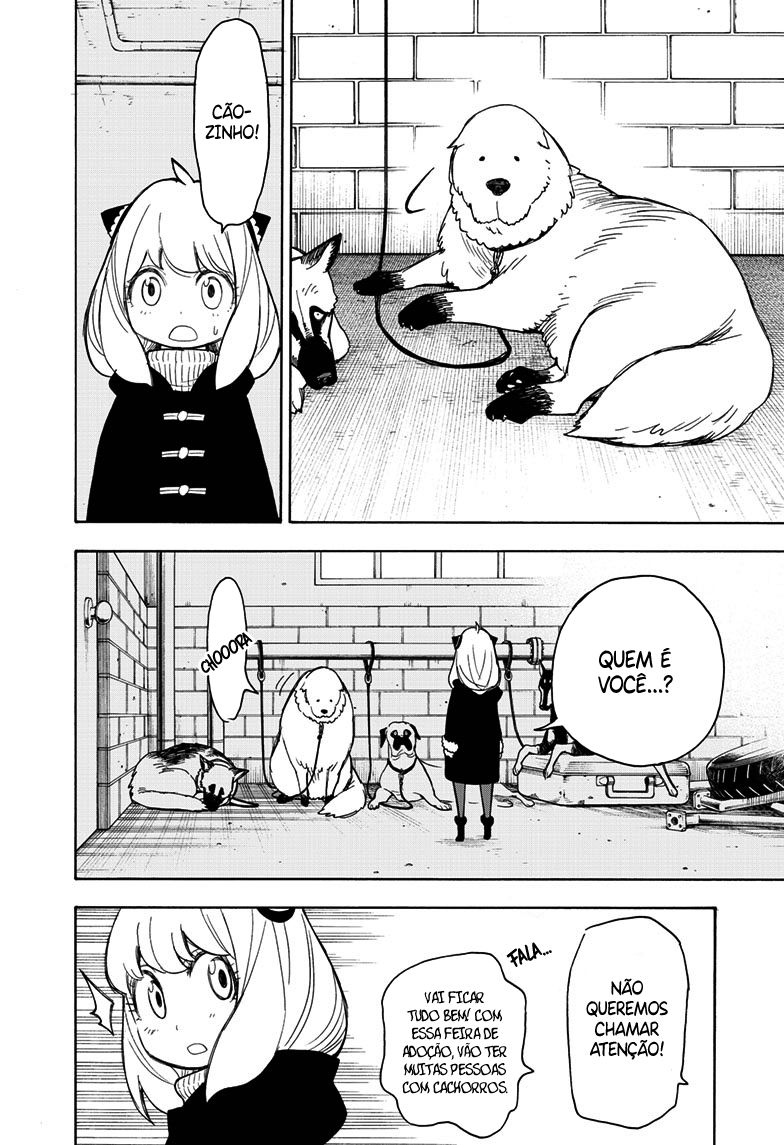 CÃO-
ZINHO!
QUEM É
VOCÊ...?
CHOOORA
NÃO
QUEREMOS
CHAMAR
ATENÇÃO!
FALA...
VAI FICAR
TUDO BEM! COM
ESSA FEIRA DE
ADOÇÃO, VÃO TER
MUITAS PESSOAS
COM CACHORROS.